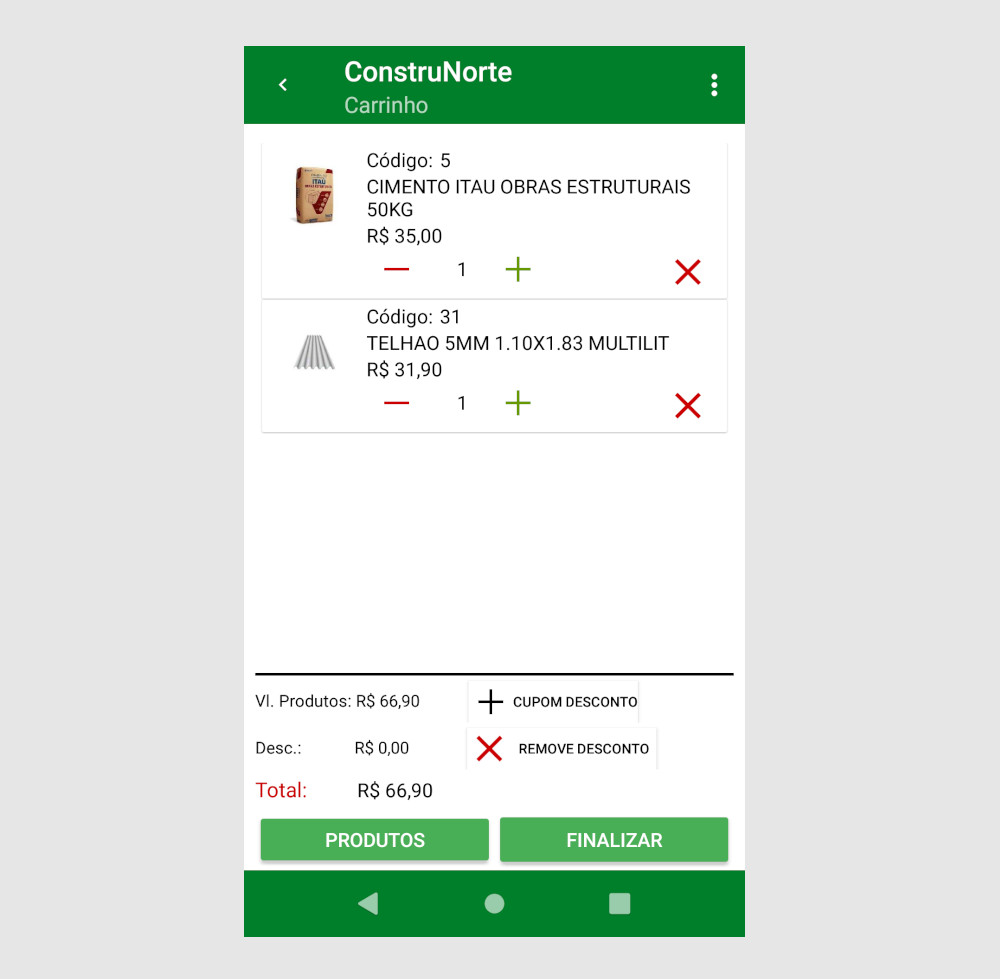 ConstruNorte
Carrinho
Código: 5
CIMENTO ITAU OBRAS ESTRUTURAIS
50KG
R$ 35,00
1
ITAÚ
Código: 31
TELHAO 5MM 1.10X1.83 MULTILIT
R$ 31,90
1
Vl. Produtos: R$ 66,90
CUPOM DESCONTO
Desc.: R$ 0,00
REMOVE DESCONTO
Total: R$ 66,90
PRODUTOS
FINALIZAR